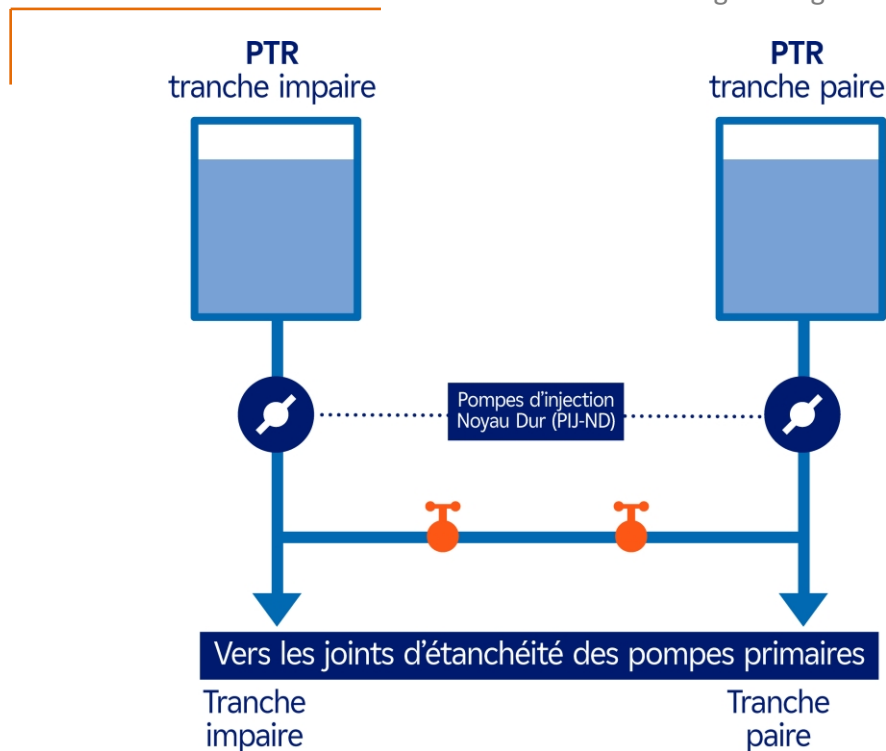 PTR
tranche impaire
PTR
tranche paire
Pompes d'injection
Noyau Dur (PIJ-ND)
Vers les joints d'étanchéité des pompes primaires
Tranche
impaire
Tranche
paire